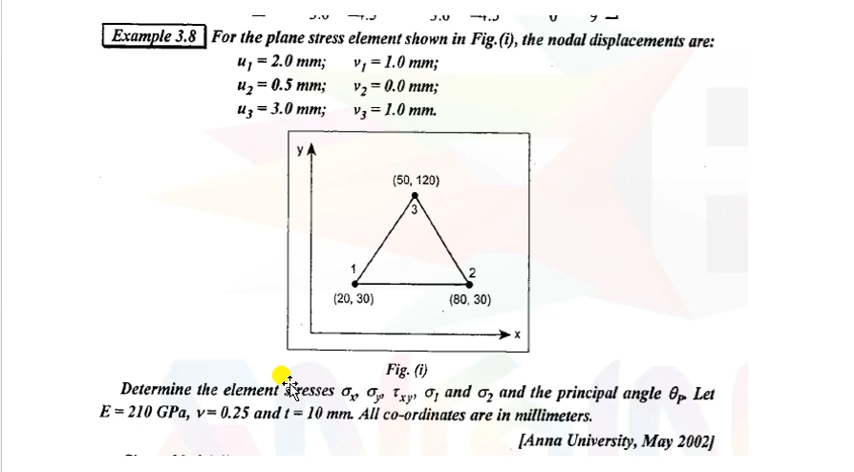 Example 3.8 For the plane stress element shown in Fig.(i), the nodal displacements are:
u₁ = 2.0 mm; v₁ = 1.0 mm;
u₂ = 0.5 mm; v₂ = 0.0 mm;
u₃ = 3.0 mm; v₃ = 1.0 mm.
y
(50, 120)
3
1 2
(20, 30) (80, 30)
x
Fig. (i)
Determine the element stresses σₓ, σᵧ, τₓᵧ, σ₁ and σ₂ and the principal angle θₚ. Let
E = 210 GPa, ν = 0.25 and t = 10 mm. All co-ordinates are in millimeters.
[Anna University, May 2002]